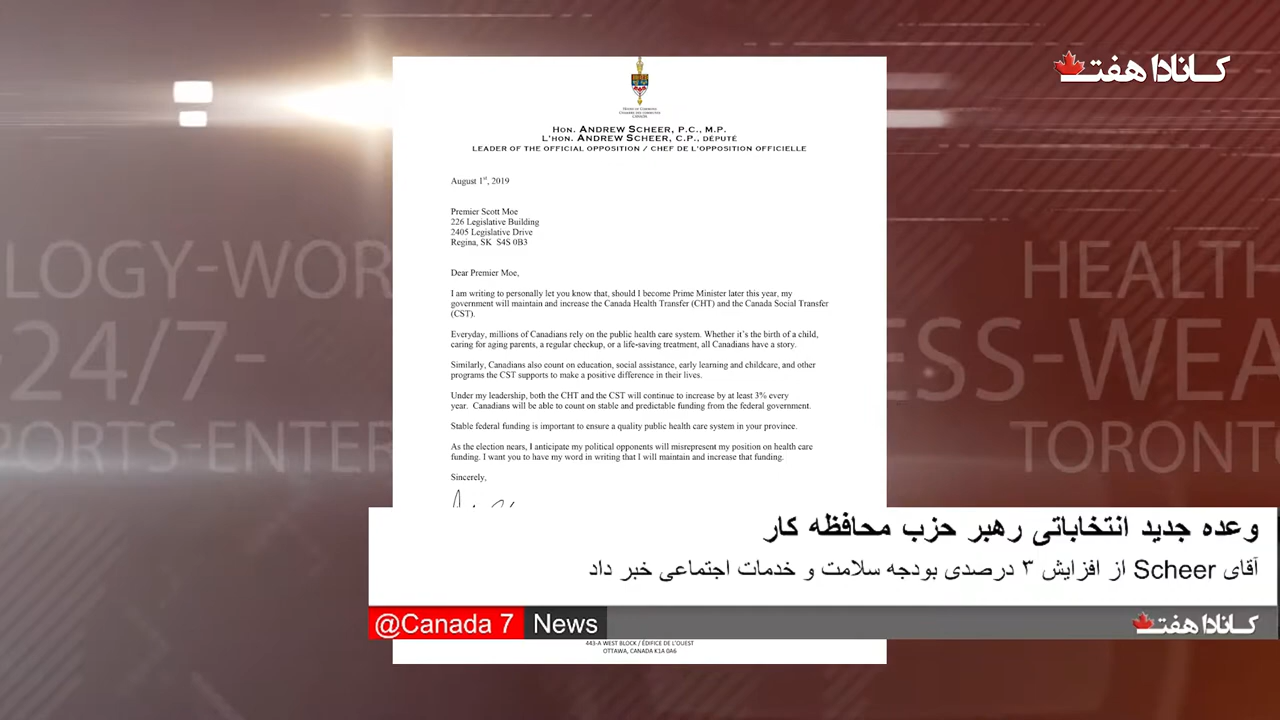 کانادا هفت
HOUSE OF COMMONS
CHAMBRE DES COMMUNES
CANADA
HON. ANDREW SCHEER, P.C., M.P.
L'HON. ANDREW SCHEER, C.P., DÉPUTÉ
LEADER OF THE OFFICIAL OPPOSITION / CHEF DE L'OPPOSITION OFFICIELLE
August 1st, 2019
Premier Scott Moe
226 Legislative Building
2405 Legislative Drive
Regina, SK S4S 0B3
Dear Premier Moe,
I am writing to personally let you know that, should I become Prime Minister later this year, my
government will maintain and increase the Canada Health Transfer (CHT) and the Canada Social Transfer
(CST).
Everyday, millions of Canadians rely on the public health care system. Whether it's the birth of a child,
caring for aging parents, a regular checkup, or a life-saving treatment, all Canadians have a story.
Similarly, Canadians also count on education, social assistance, early learning and childcare, and other
programs the CST supports to make a positive difference in their lives.
Under my leadership, both the CHT and the CST will continue to increase by at least 3% every
year. Canadians will be able to count on stable and predictable funding from the federal government.
Stable federal funding is important to ensure a quality public health care system in your province.
As the election nears, I anticipate my political opponents will misrepresent my position on health care
funding. I want you to have my word in writing that I will maintain and increase that funding.
Sincerely,
LOGY-WOR
HEALTH
-24/7-
ESS-WEA
PORTS-ENTER
TORONTO
وعده جدید انتخاباتی رهبر حزب محافظه کار
آقای Scheer از افزایش ۳ درصدی بودجه سلامت و خدمات اجتماعی خبر داد
@Canada 7 News
کانادا هفت
443-A WEST BLOCK / ÉDIFICE DE L'OUEST
OTTAWA, CANADA K1A 0A6